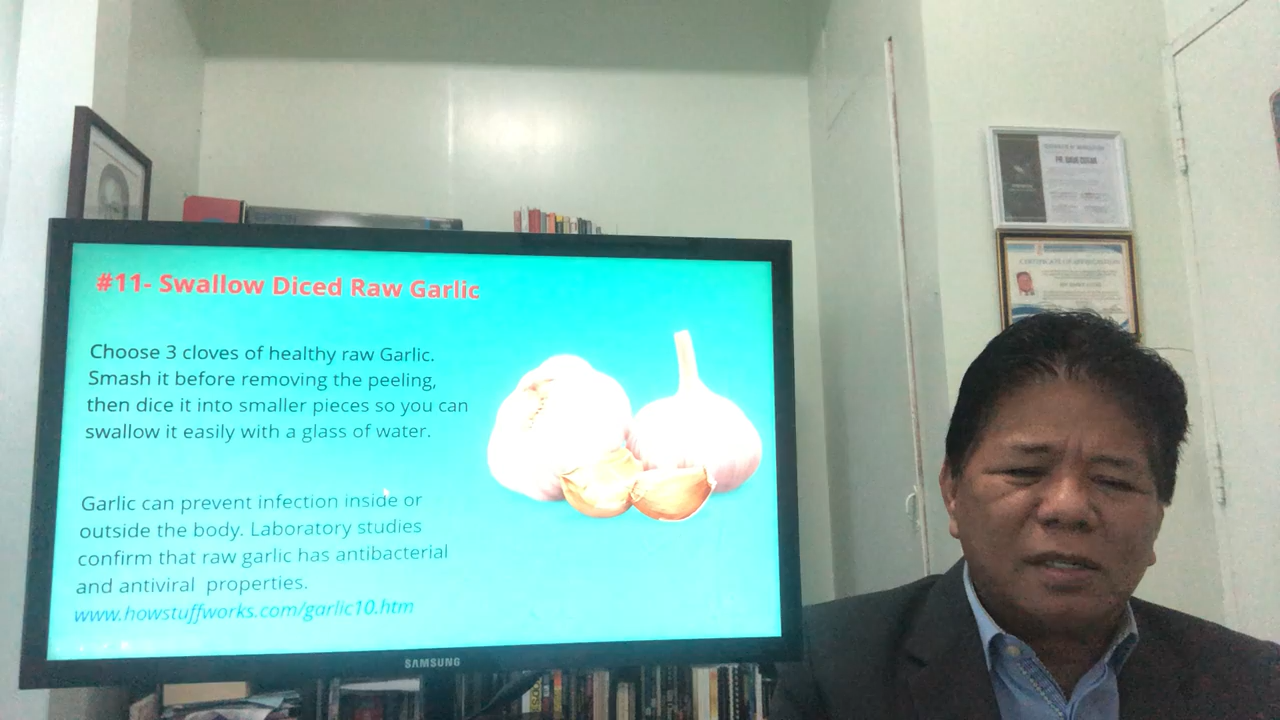 #11- Swallow Diced Raw Garlic
Choose 3 cloves of healthy raw Garlic.
Smash it before removing the peeling,
then dice it into smaller pieces so you can
swallow it easily with a glass of water.
Garlic can prevent infection inside or
outside the body. Laboratory studies
confirm that raw garlic has antibacterial
and antiviral properties.
www.howstuffworks.com/garlic10.htm
SAMSUNG
CERTIFICATE OF APPRECIATION